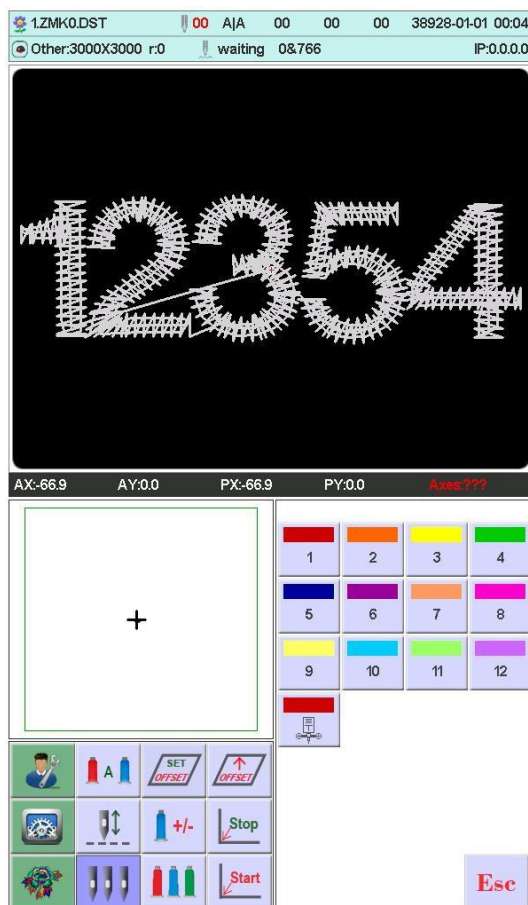 1.ZMK0.DST 00 A|A 00 00 00 38928-01-01 00:04
Other:3000X3000 r:0 waiting 0&766 IP:0.0.0.0
12354
AX:-66.9 AY:0.0 PX:-66.9 PY:0.0 Axes:???
1 2 3 4
5 6 7 8
9 10 11 12
A SET OFFSET OFFSET
+/- Stop
Start
Esc